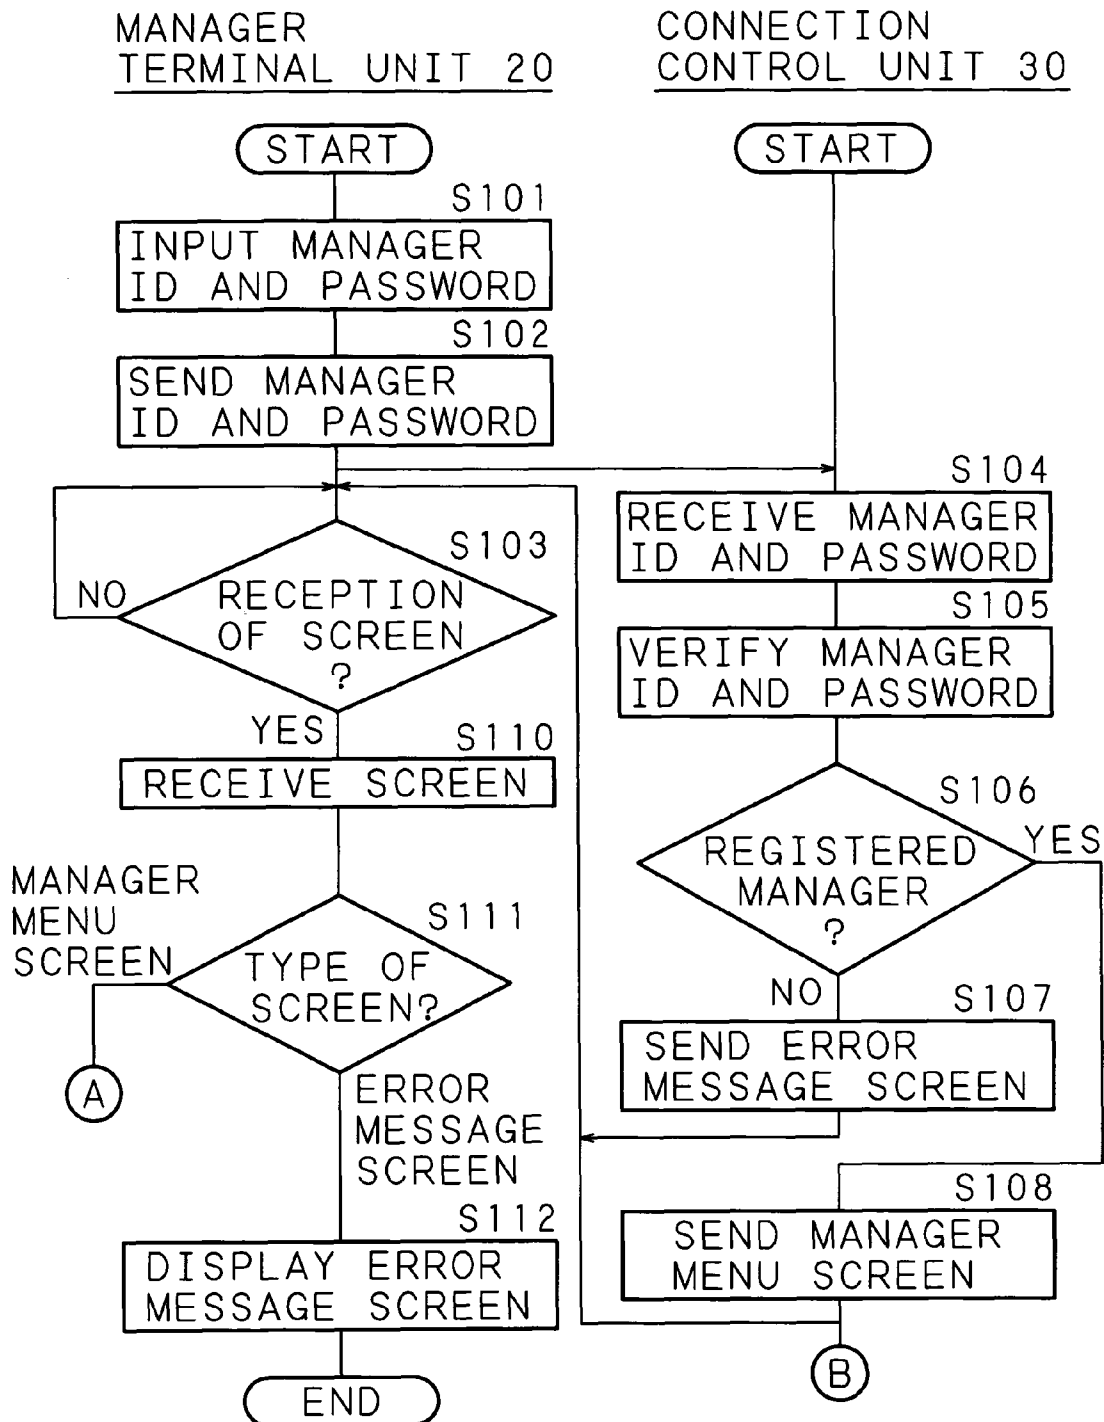 MANAGER
TERMINAL UNIT 20
CONNECTION
CONTROL UNIT 30
START
S101
INPUT MANAGER
ID AND PASSWORD
S102
SEND MANAGER
ID AND PASSWORD
S103
NO
RECEPTION
OF SCREEN
?
YES
S110
RECEIVE SCREEN
MANAGER
MENU
SCREEN
S111
TYPE OF
SCREEN?
A
ERROR
MESSAGE
SCREEN
S112
DISPLAY ERROR
MESSAGE SCREEN
END
START
S104
RECEIVE MANAGER
ID AND PASSWORD
S105
VERIFY MANAGER
ID AND PASSWORD
S106
YES
REGISTERED
MANAGER
?
NO
S107
SEND ERROR
MESSAGE SCREEN
S108
SEND MANAGER
MENU SCREEN
B